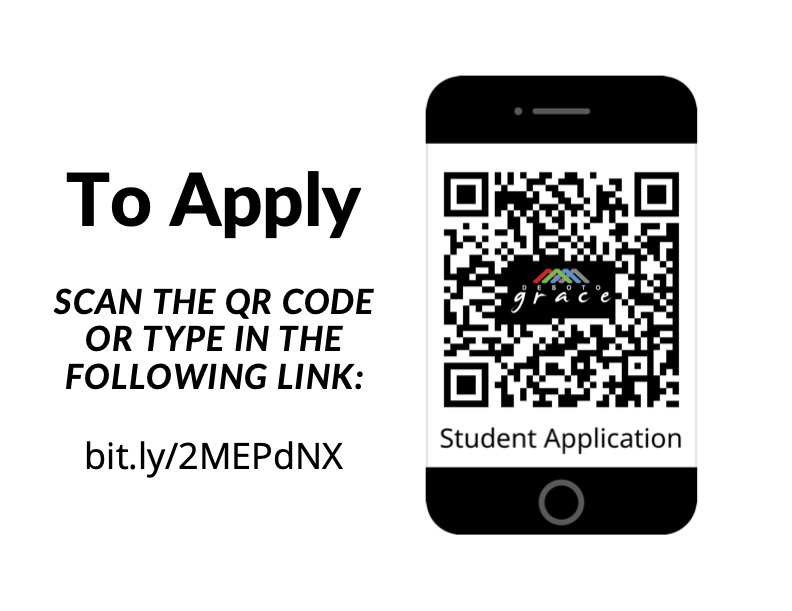 To Apply
SCAN THE QR CODE
OR TYPE IN THE
FOLLOWING LINK:
bit.ly/2MEPdNX
DESOTO
grace
Student Application